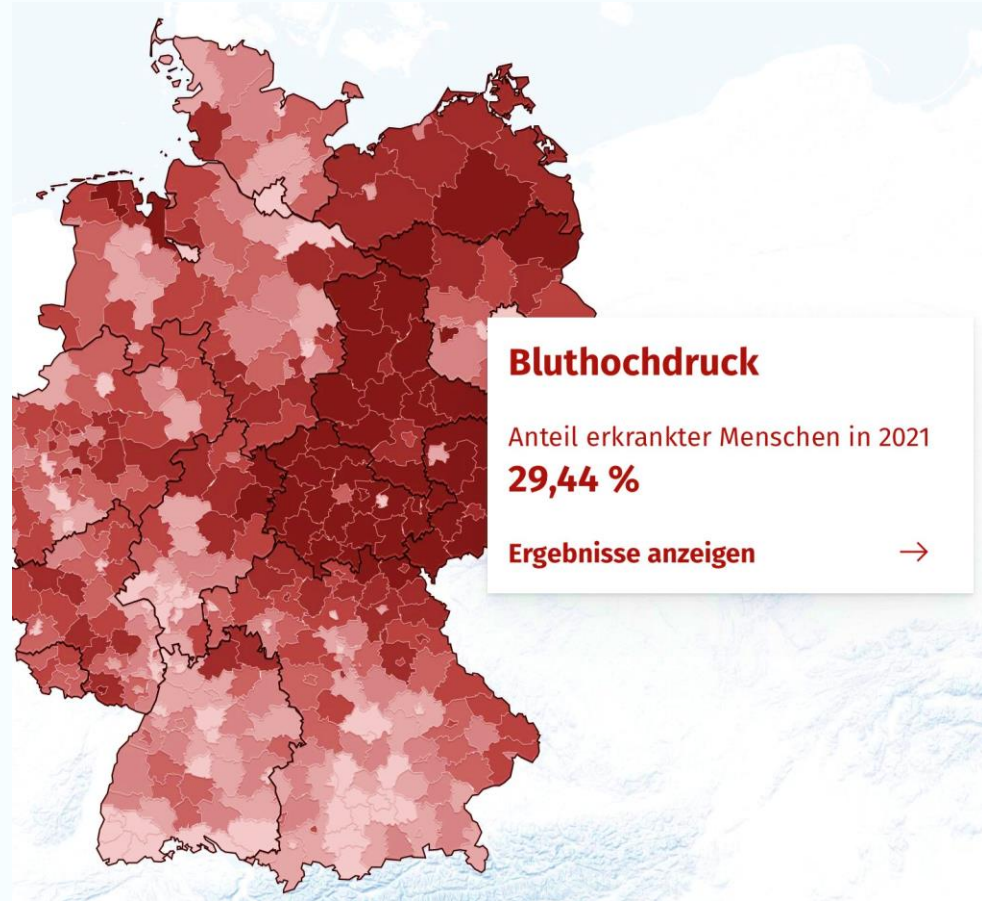 Bluthochdruck
Anteil erkrankter Menschen in 2021
29,44 %
Ergebnisse anzeigen →